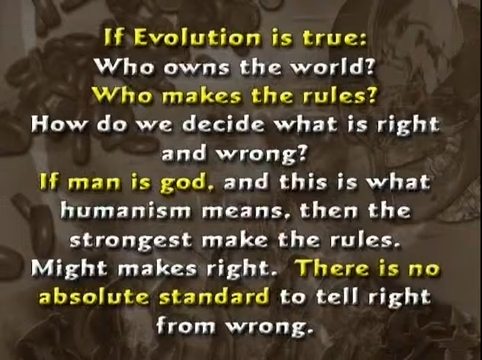 If Evolution is true:
Who owns the world?
Who makes the rules?
How do we decide what is right
and wrong?
If man is god, and this is what
humanism means, then the
strongest make the rules.
Might makes right. There is no
absolute standard to tell right
from wrong.